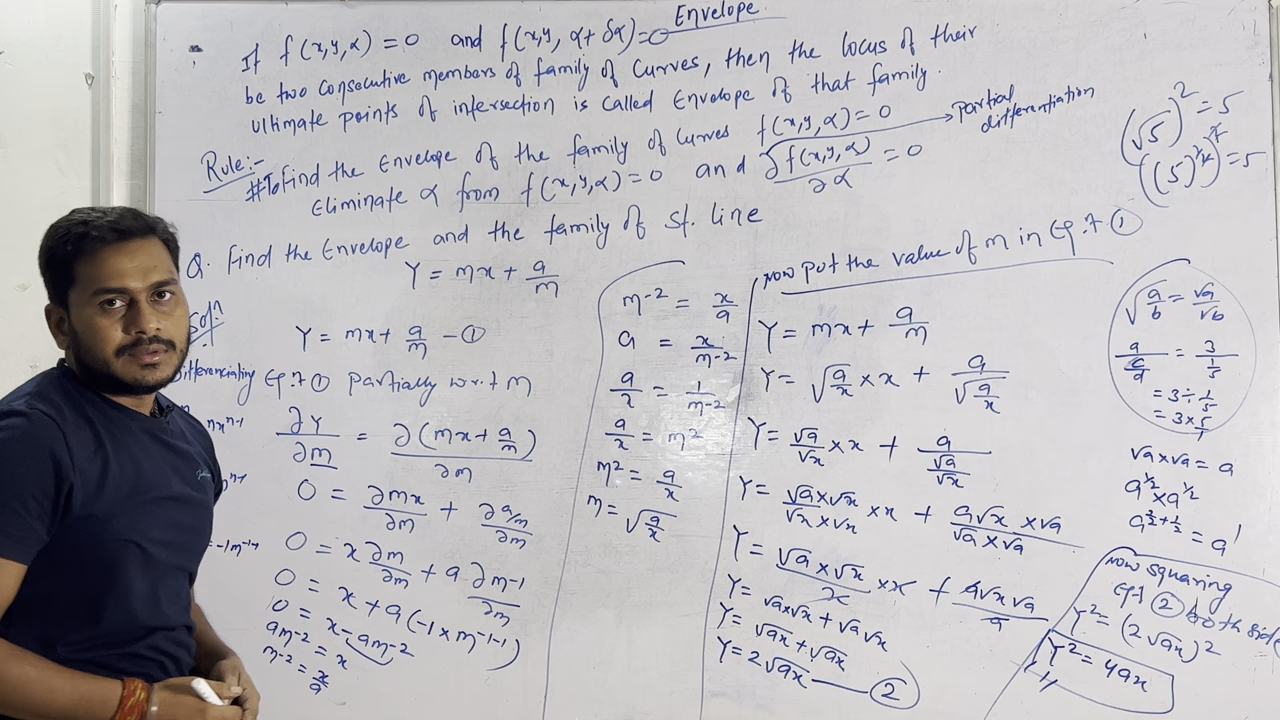 Envelope.
If f(x,y,α)=0 and f(x,y, α+δα)=0
be two consecutive members of family of curves, then the locus of their
ultimate points of intersection is called Envelope of that family.
Rule:-
#To find the Envelope of the family of curves f(x,y,α)=0
→ partial differentiation
Eliminate α from f(x,y,α)=0 and ∂f(x,y,α)/∂α = 0
Q. Find the Envelope and the family of st. line
Y = mx + a/m
Solⁿ
Y = mx + a/m - ①
Differenciating Eq.ⁿ ① partially w.r.t m
∂Y/∂m = ∂(mx + a/m)/∂m
0 = ∂mx/∂m + ∂a/m/∂m
0 = x ∂m/∂m + a ∂m-1/∂m
0 = x + a(-1×m-1-1)
0 = x - am-2
am-2 = x
m-2 = x/a
nxⁿ⁻¹
= -1m-1-1
m-2 = x/a
a = x/m-2
a/x = 1/m-2
a/x = m²
m² = a/x
m = √(a/x)
now put the value of m in Eq.ⁿ ①
Y = mx + a/m
Y = √(a/x) × x + a/√(a/x)
Y = √a/√x × x + a/(√a/√x)
Y = √a×√x/√x×√x × x + a√x × √a/√a×√a
Y = √a×√x/x × x + a√x√a/a
Y = √a×√x + √a√x
Y = √ax + √ax
Y = 2√ax — ②
(√5)² = 5
((5)^1/2)^2 = 5
√(a/b) = √a/√b
3/(1/5)
= 3÷1/5
= 3×5/1
√a×√a = a
a^1/2 × a^1/2
= a¹
now squaring
eqⁿ ② both side
Y² = (2√ax)²
Y² = 4ax